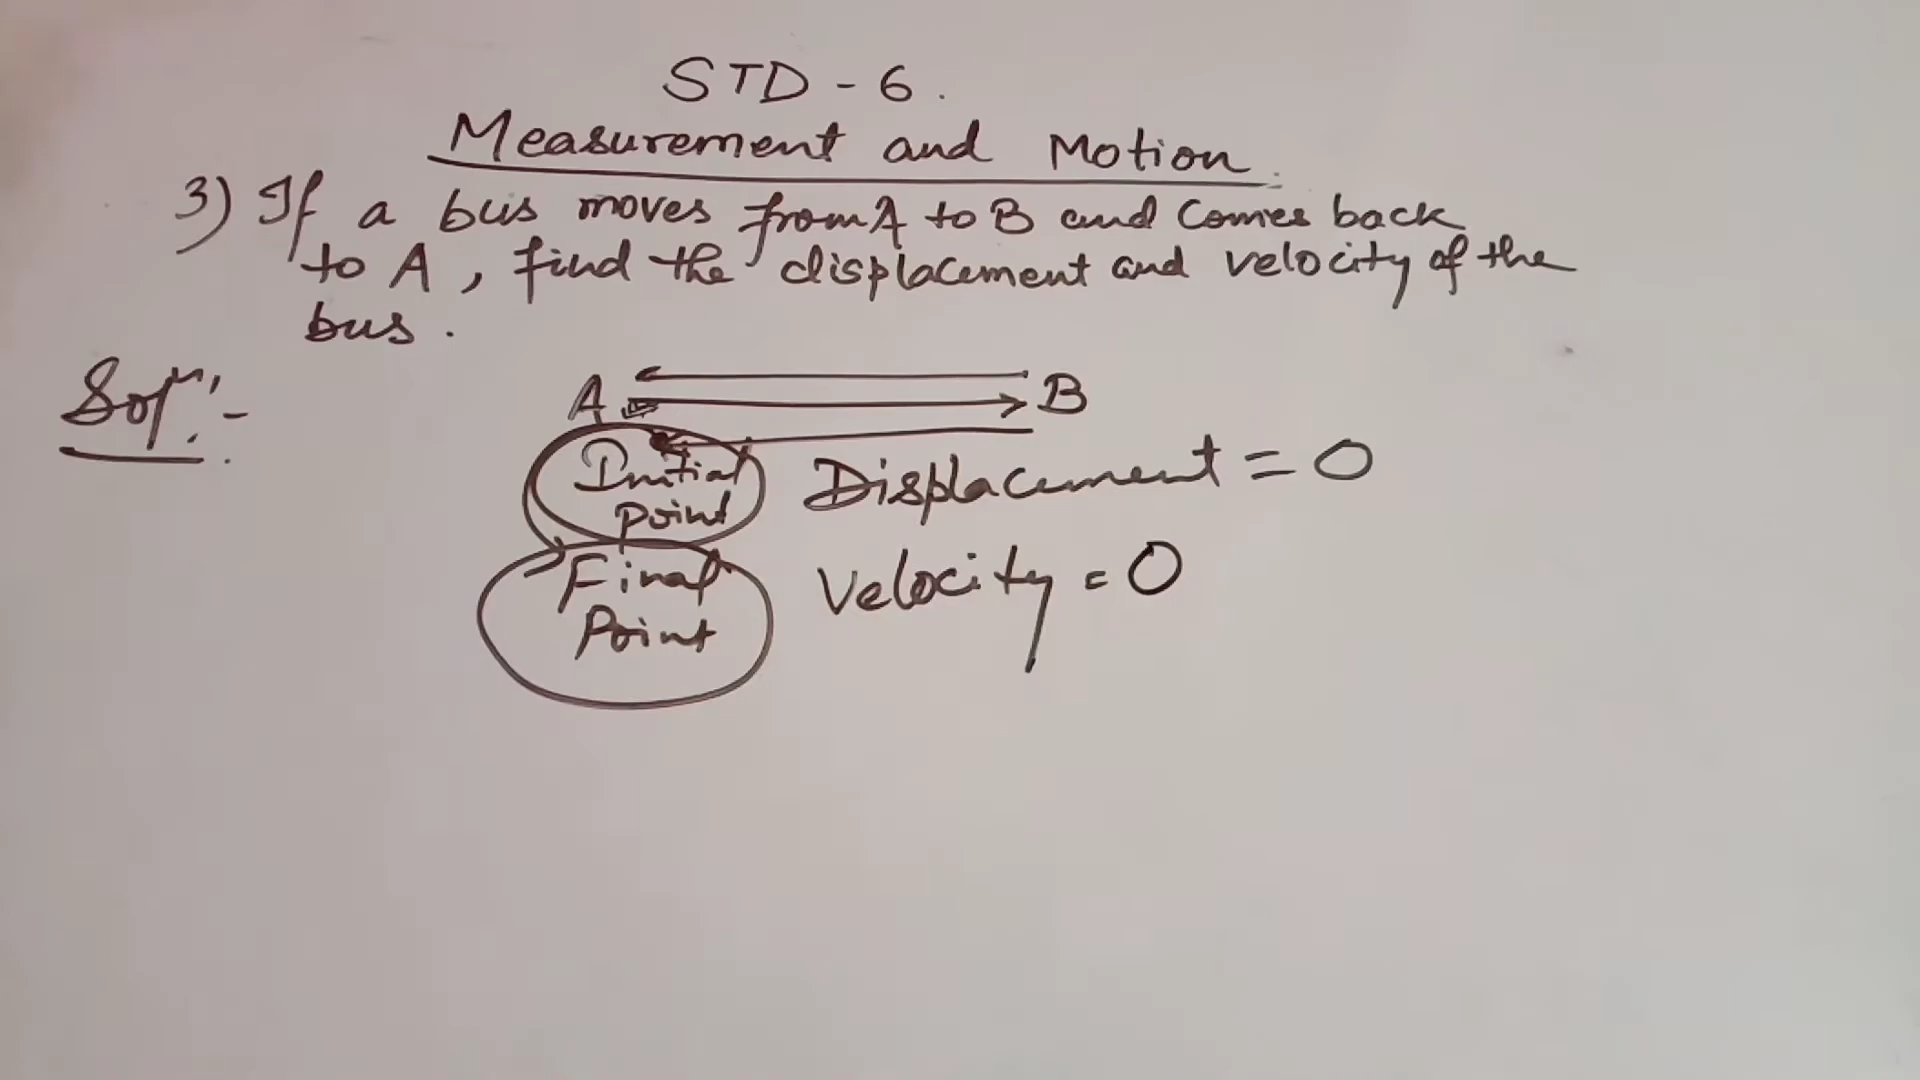 STD - 6.
Measurement and Motion
3) If a bus moves from A to B and comes back
to A, find the displacement and velocity of the
bus.
Soln:-
A B
Initial
point
Displacement = 0
Final
Point
Velocity = 0